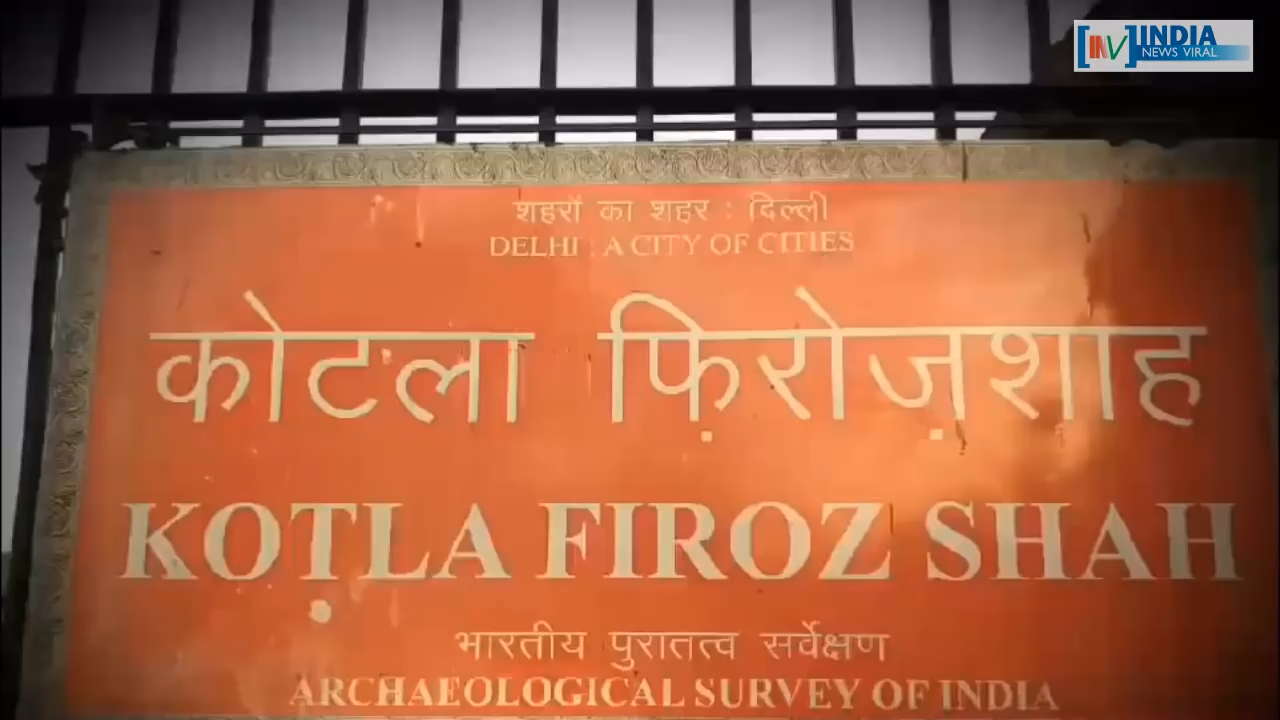 INDIA
NEWS VIRAL
शहरों का शहर : दिल्ली
DELHI : A CITY OF CITIES
कोटला फ़िरोज़शाह
KOṬLA FIROZ SHAH
भारतीय पुरातत्व सर्वेक्षण
ARCHAEOLOGICAL SURVEY OF INDIA